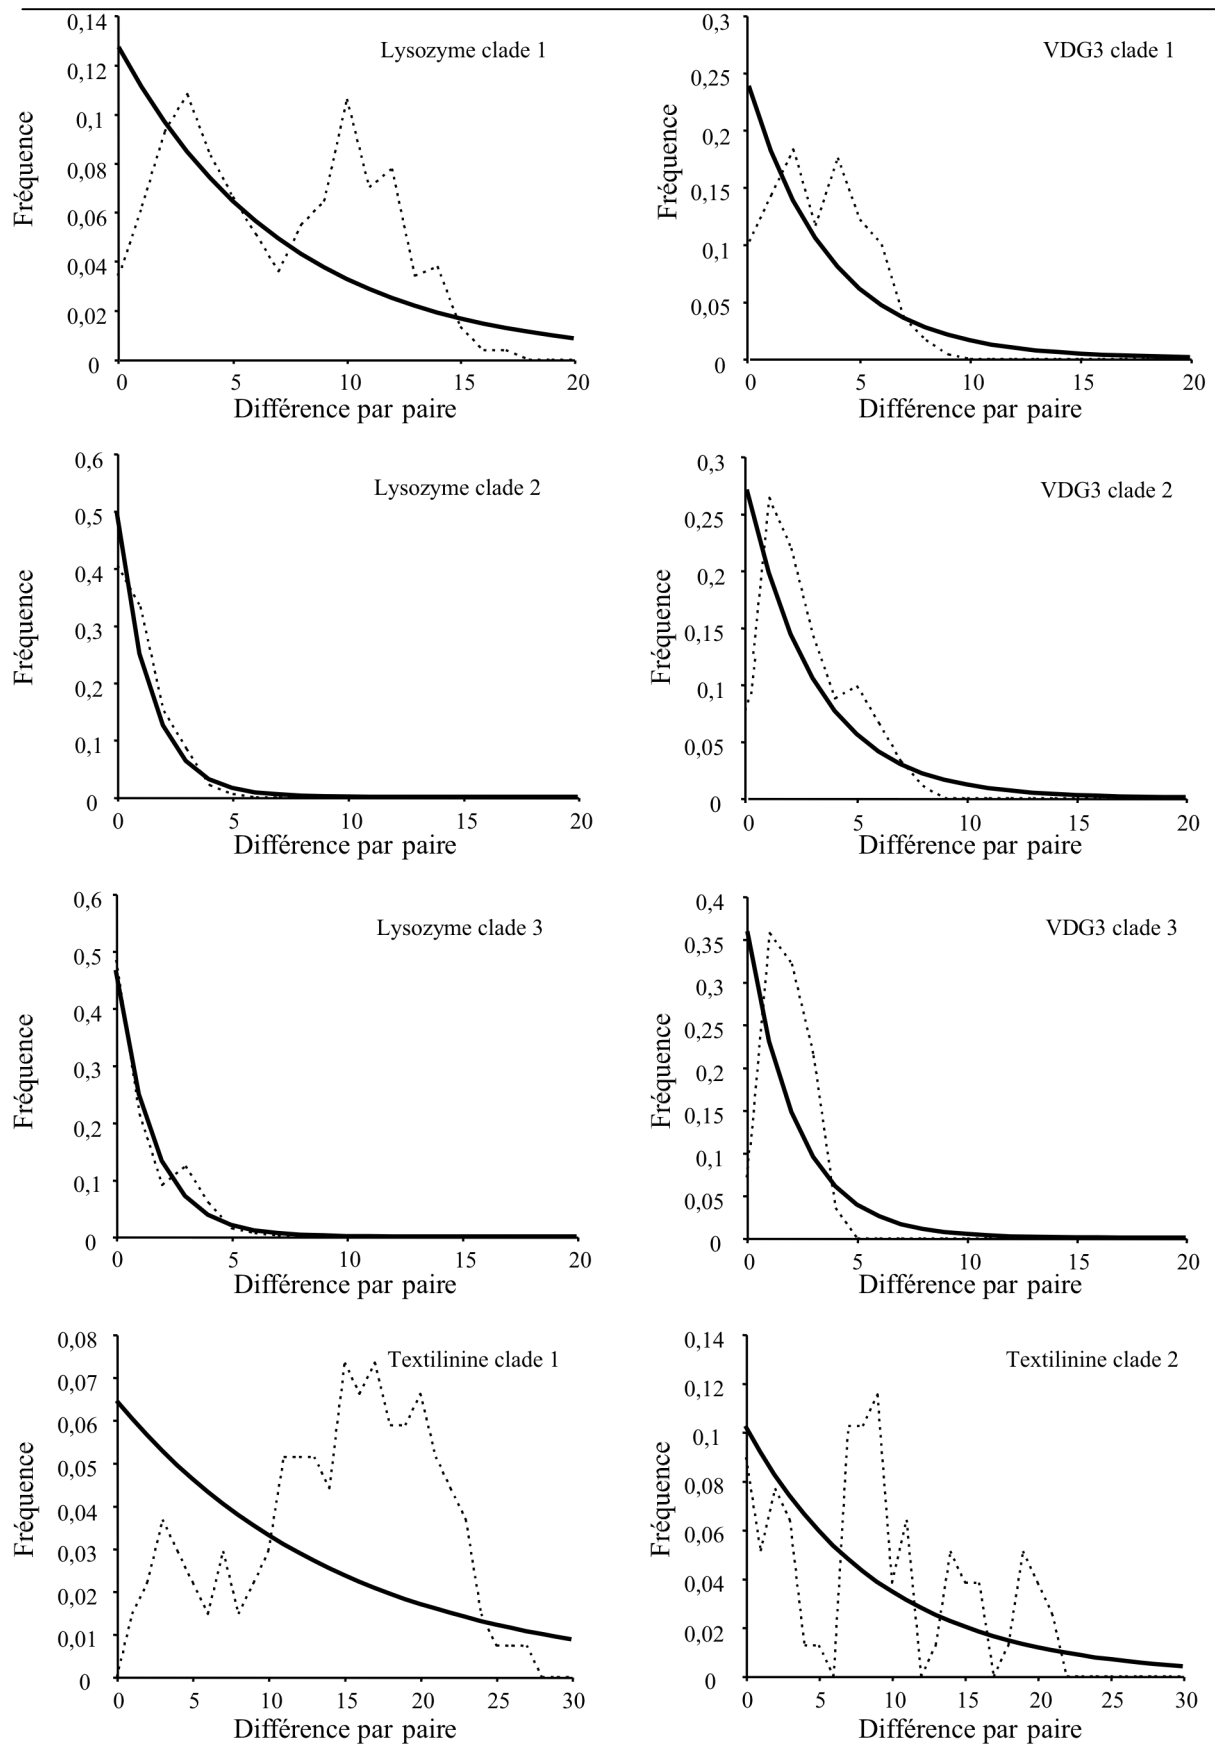 Lysozyme clade 1
Fréquence
0,14
0,12
0,1
0,08
0,06
0,04
0,02
0
0 5 10 15 20
Différence par paire
VDG3 clade 1
Fréquence
0,3
0,25
0,2
0,15
0,1
0,05
0
0 5 10 15 20
Différence par paire
Lysozyme clade 2
Fréquence
0,6
0,5
0,4
0,3
0,2
0,1
0
0 5 10 15 20
Différence par paire
VDG3 clade 2
Fréquence
0,3
0,25
0,2
0,15
0,1
0,05
0
0 5 10 15 20
Différence par paire
Lysozyme clade 3
Fréquence
0,6
0,5
0,4
0,3
0,2
0,1
0
0 5 10 15 20
Différence par paire
VDG3 clade 3
Fréquence
0,4
0,35
0,3
0,25
0,2
0,15
0,1
0,05
0
0 5 10 15 20
Différence par paire
Textilinine clade 1
Fréquence
0,08
0,07
0,06
0,05
0,04
0,03
0,02
0,01
0
0 5 10 15 20 25 30
Différence par paire
Textilinine clade 2
Fréquence
0,14
0,12
0,1
0,08
0,06
0,04
0,02
0
0 5 10 15 20 25 30
Différence par paire